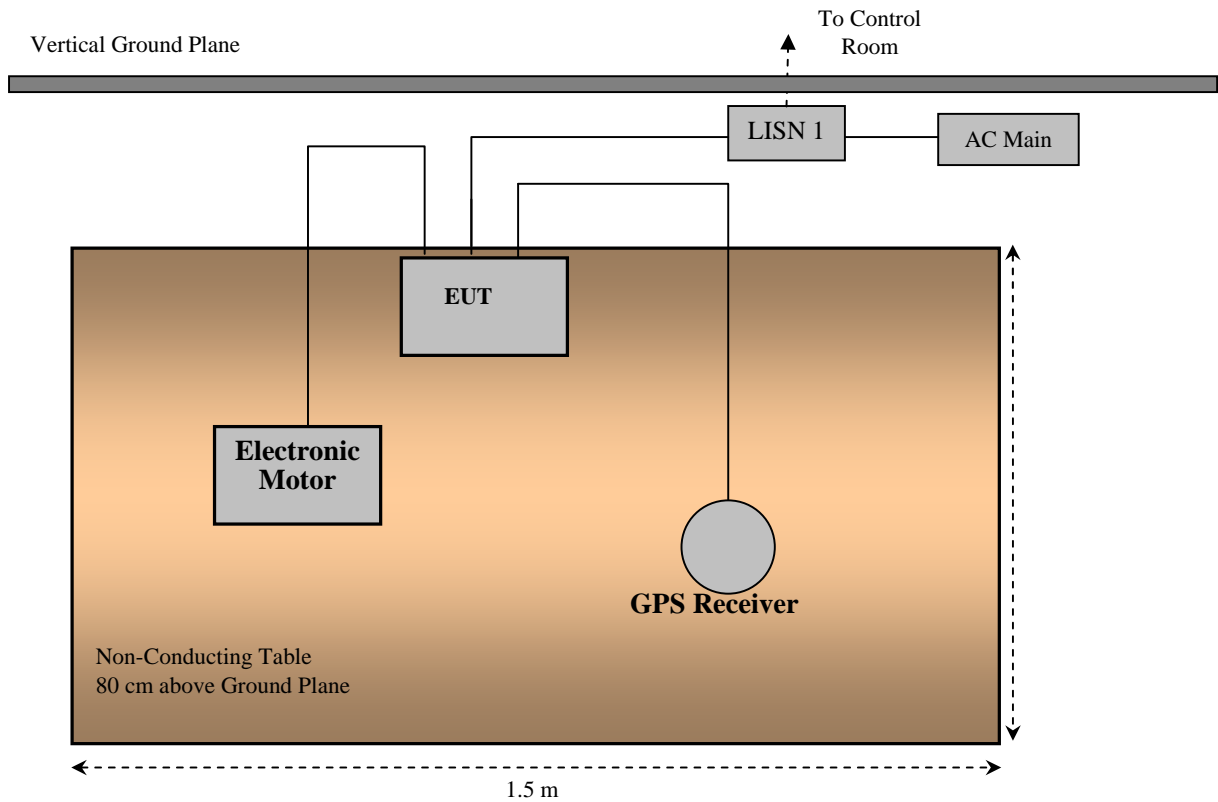 To Control
Room
Vertical Ground Plane
LISN 1
AC Main
EUT
Electronic
Motor
GPS Receiver
Non-Conducting Table
80 cm above Ground Plane
1.5 m